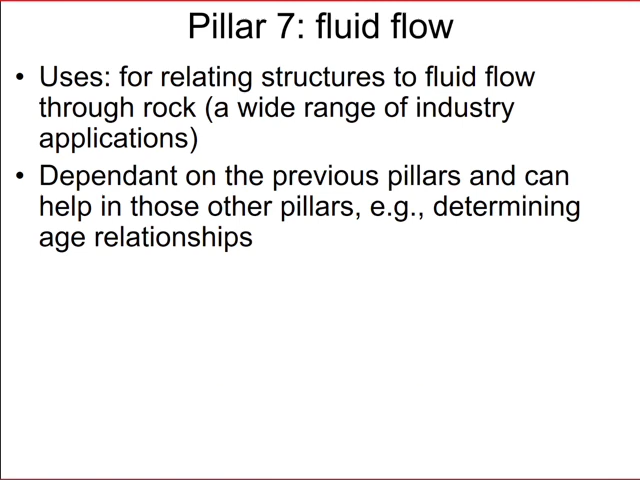 Pillar 7: fluid flow
• Uses: for relating structures to fluid flow
through rock (a wide range of industry
applications)
• Dependant on the previous pillars and can
help in those other pillars, e.g., determining
age relationships